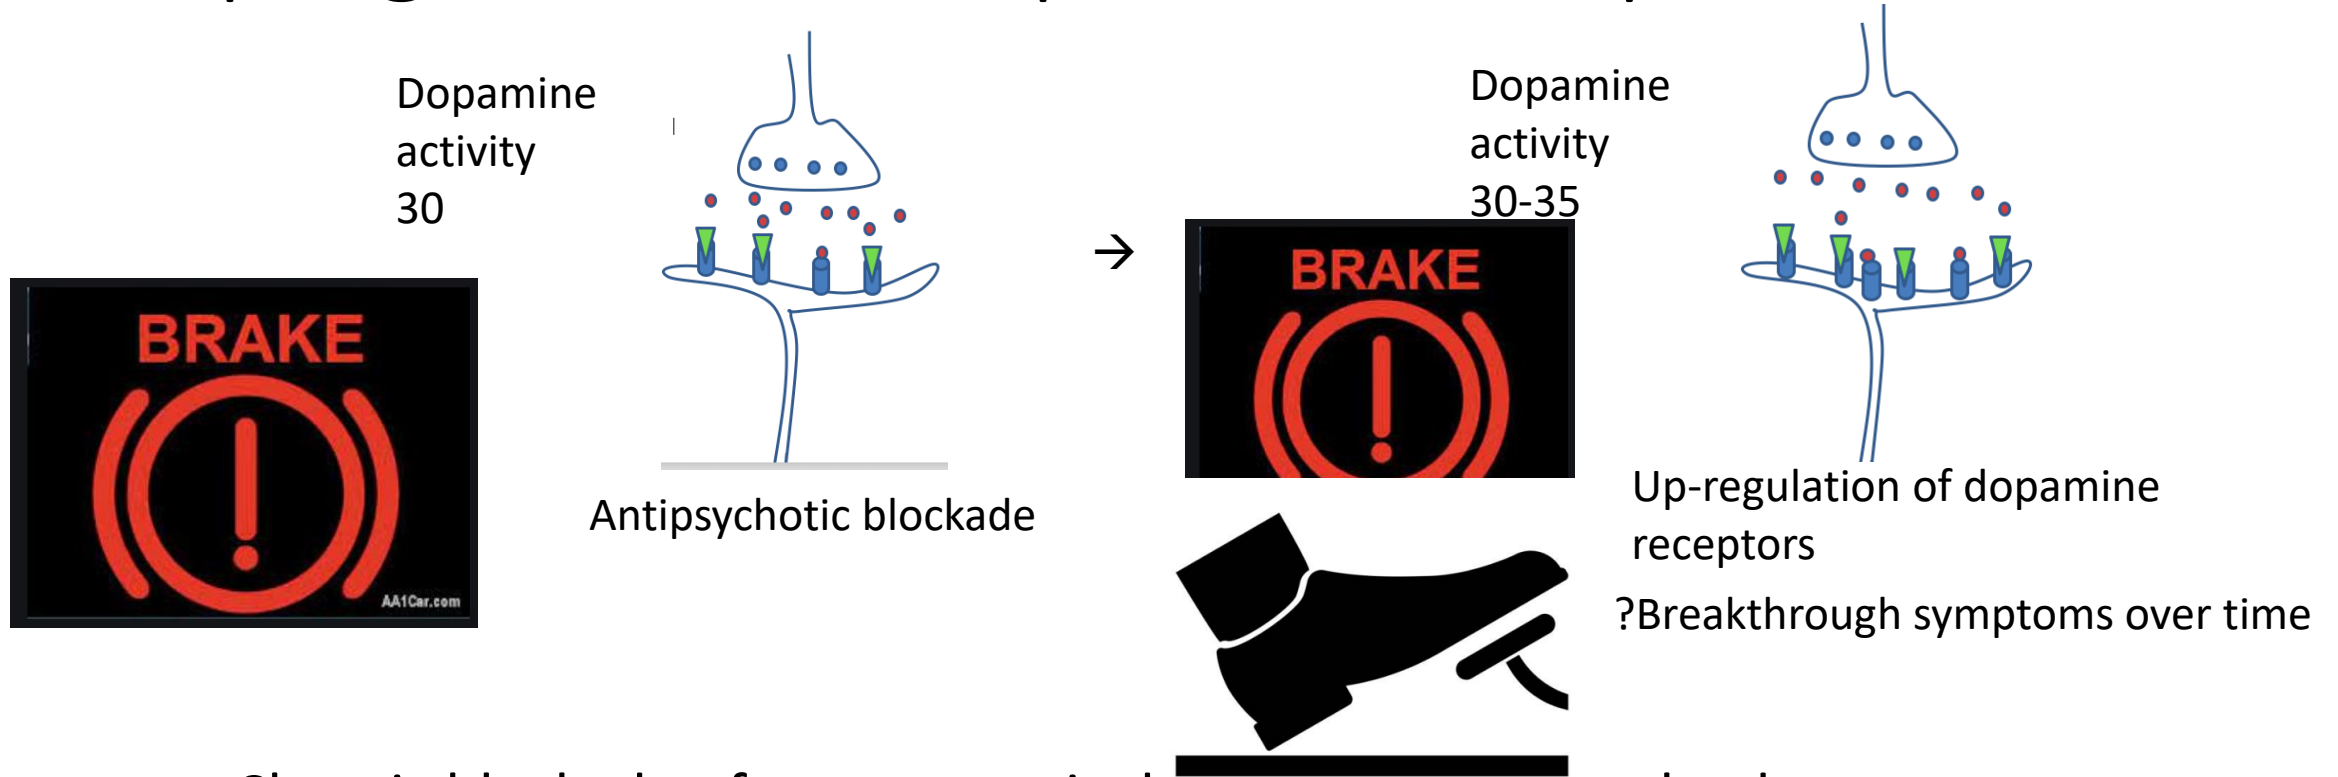 Dopamine
activity
30
BRAKE
AA1Car.com
Antipsychotic blockade
→
Dopamine
activity
30-35
BRAKE
Up-regulation of dopamine
receptors
?Breakthrough symptoms over time